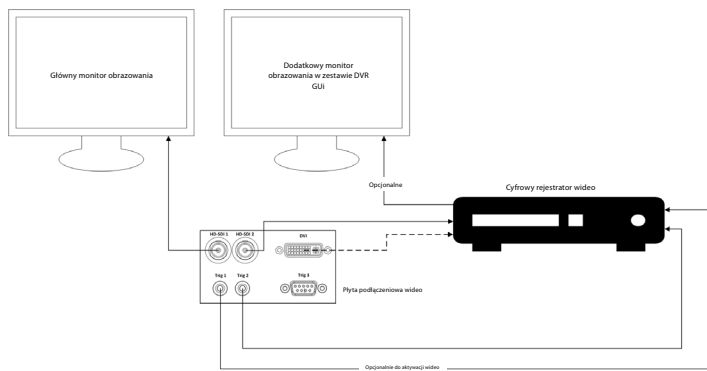 Główny monitor obrazowania
Dodatkowy monitor
obrazowania w zestawie DVR
GUi
Opcjonalne
Cyfrowy rejestrator wideo
HD-SDI 1
HD-SDI 2
DVI
Trig 1
Trig 2
Trig 3
Płyta podłączeniowa wideo
Opcjonalnie do aktywacji wideo